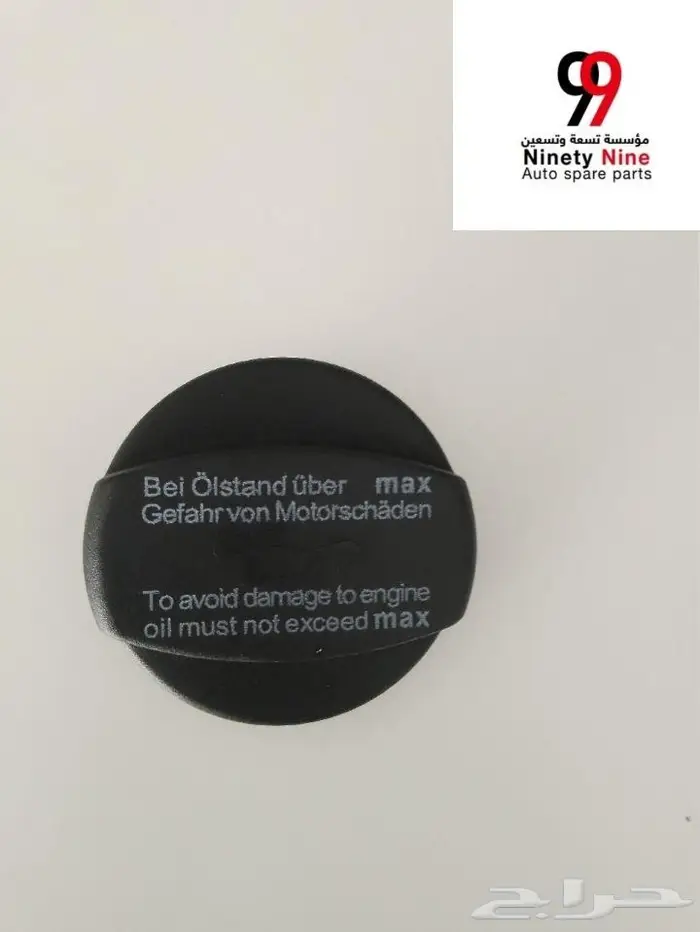 99
مؤسسة تسعة وتسعين
Ninety Nine
Auto spare parts
Bei Ölstand über max
Gefahr von Motorschäden
To avoid damage to engine
oil must not exceed max
حراج